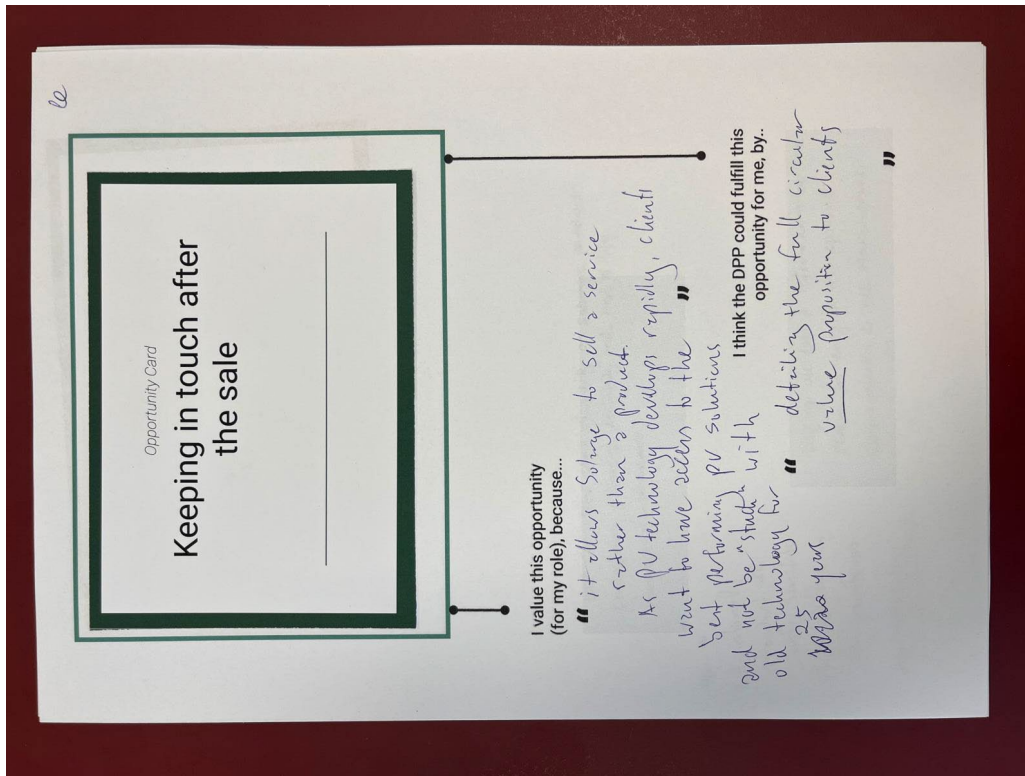 Opportunity Card
Keeping in touch after
the sale
I value this opportunity
(for my role), because...
“ it allows Solarge to sell a service
rather than a product.
As PV technology develops rapidly, clients
want to have access to the ”
best performing PV solutions
and not be "stuck" with
old technology for
25
years
I think the DPP could fulfill this
opportunity for me, by..
“ detailing the full circular
value proposition to clients
”